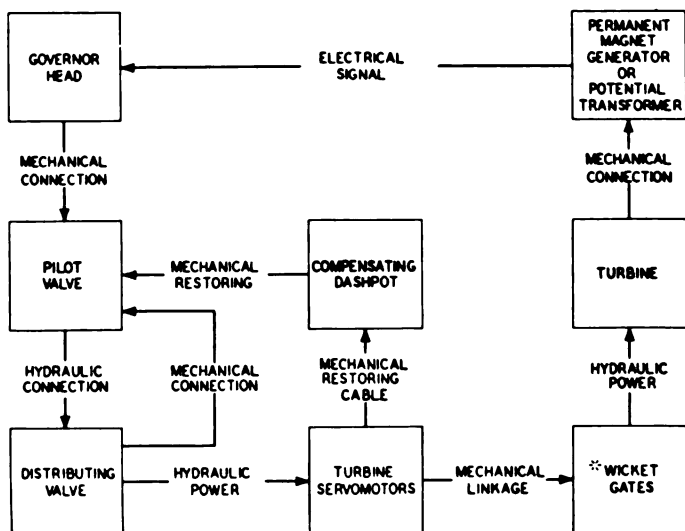 GOVERNOR
HEAD
ELECTRICAL
SIGNAL
PERMANENT
MAGNET
GENERATOR
OR
POTENTIAL
TRANSFORMER
MECHANICAL
CONNECTION
MECHANICAL
CONNECTION
PILOT
VALVE
MECHANICAL
RESTORING
COMPENSATING
DASHPOT
TURBINE
HYDRAULIC
CONNECTION
MECHANICAL
CONNECTION
MECHANICAL
RESTORING
CABLE
HYDRAULIC
POWER
DISTRIBUTING
VALVE
HYDRAULIC
POWER
TURBINE
SERVOMOTORS
MECHANICAL
LINKAGE
*WICKET
GATES